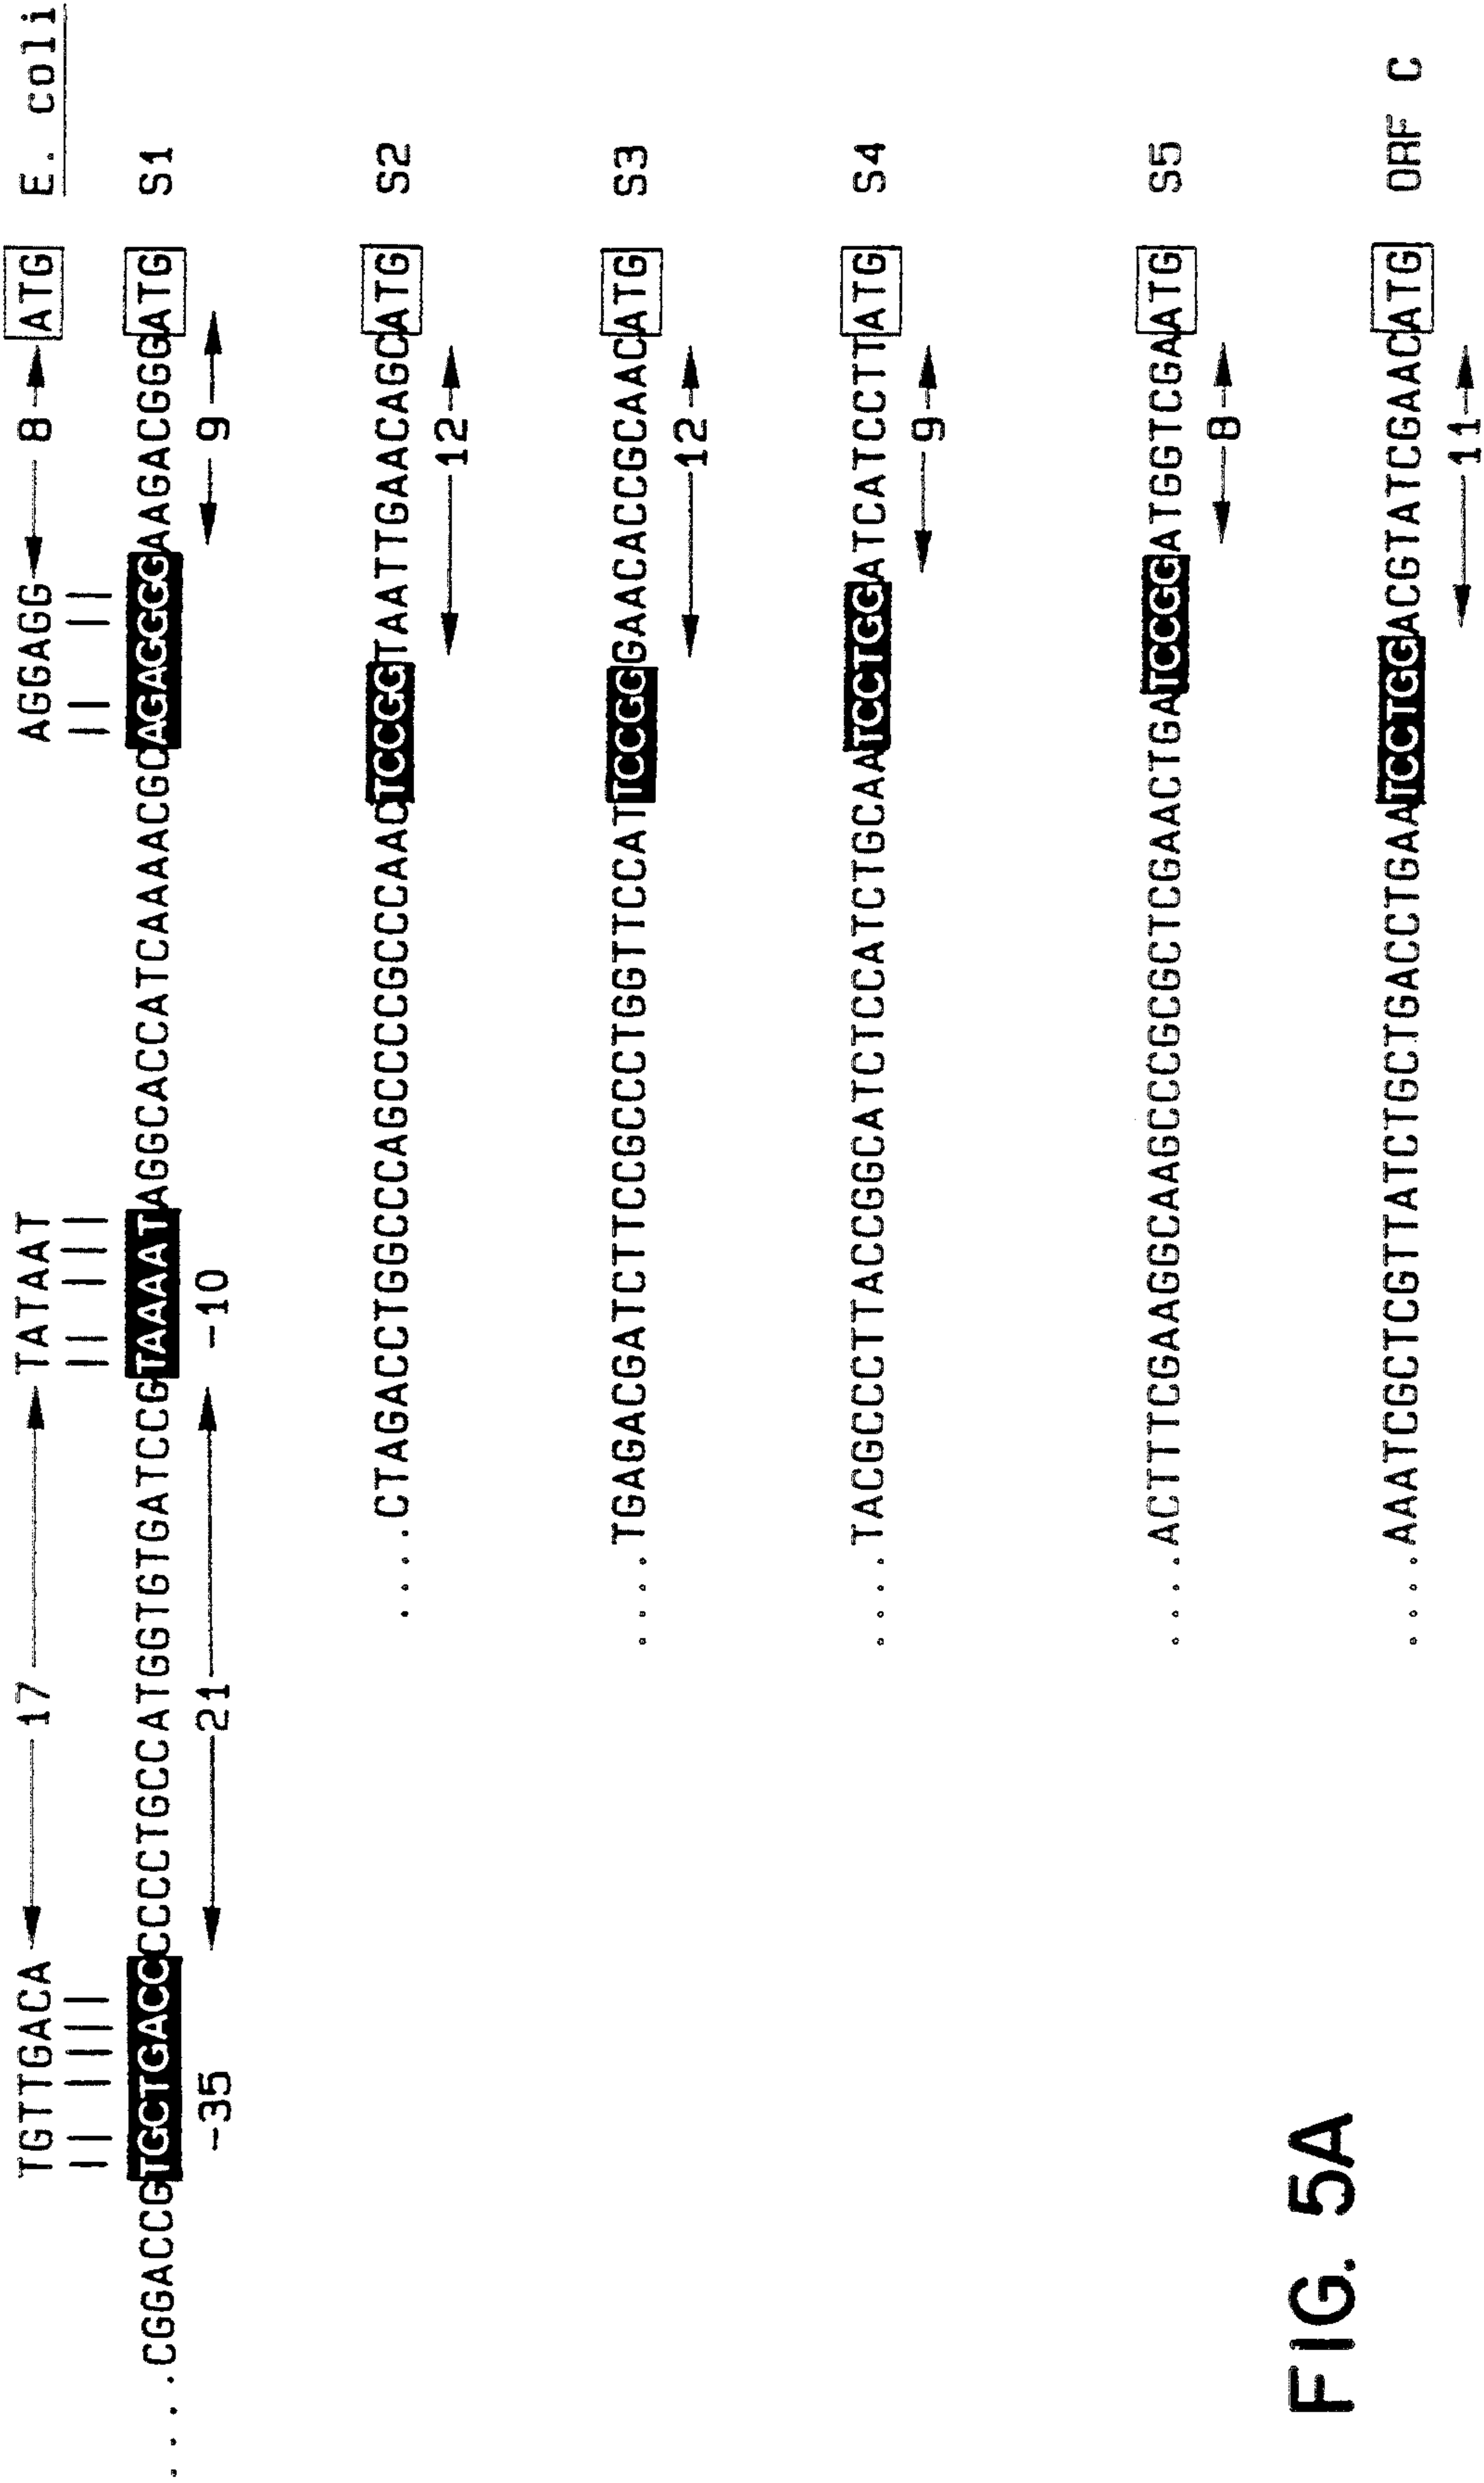 TGTTGACA ←17→ TATAAT AGGAGG ←8→ ATG E. coli
....CGGACCGTGCTGACCCCCCTGCCATGGTGTGATCCGTAAAATAGGCACCATCAAAACGCAGAGGGGAAGACGGGATG S1
-35 ←21→ -10 ←9→
....CTAGACCTGGCCCAGCCCCGCCCAACTCCGGTAATTGAACAGCATG S2
←12→
....TGAGACGATCTTCCGCCCTGGTTCCATTCCGGGAACACCGCAACATG S3
←12→
....TACGCCCTTACCGGCATCTCCATCTGCAATCCTGGATCATCCTTATG S4
←9→
....ACTTTCGAAGGCAAGCCCGCGCTCGAACTGATCCGGATGGTCGAATG S5
←8→
....AAATCGCTCGTTATCTGCTGACCTGAATCCTGGACGTATCGAACATG ORF C
←11→
FIG. 5A